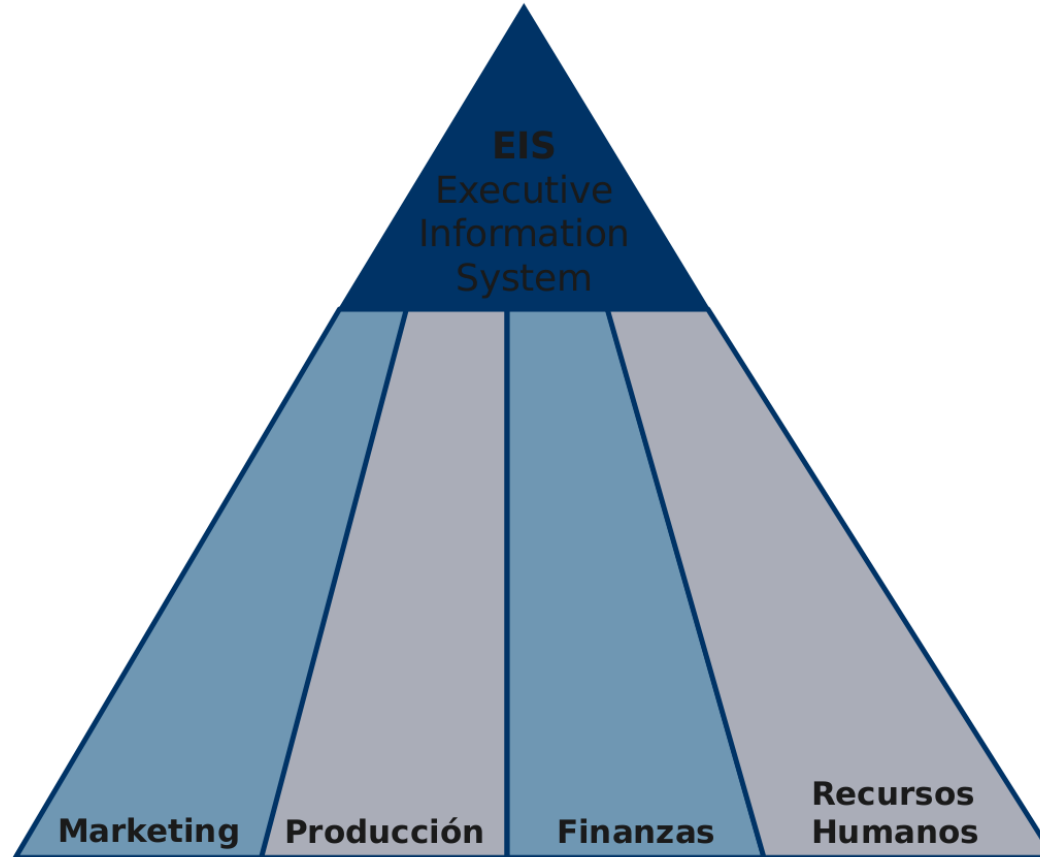 EIS
Executive
Information
System
Marketing
Producción
Finanzas
Recursos
Humanos